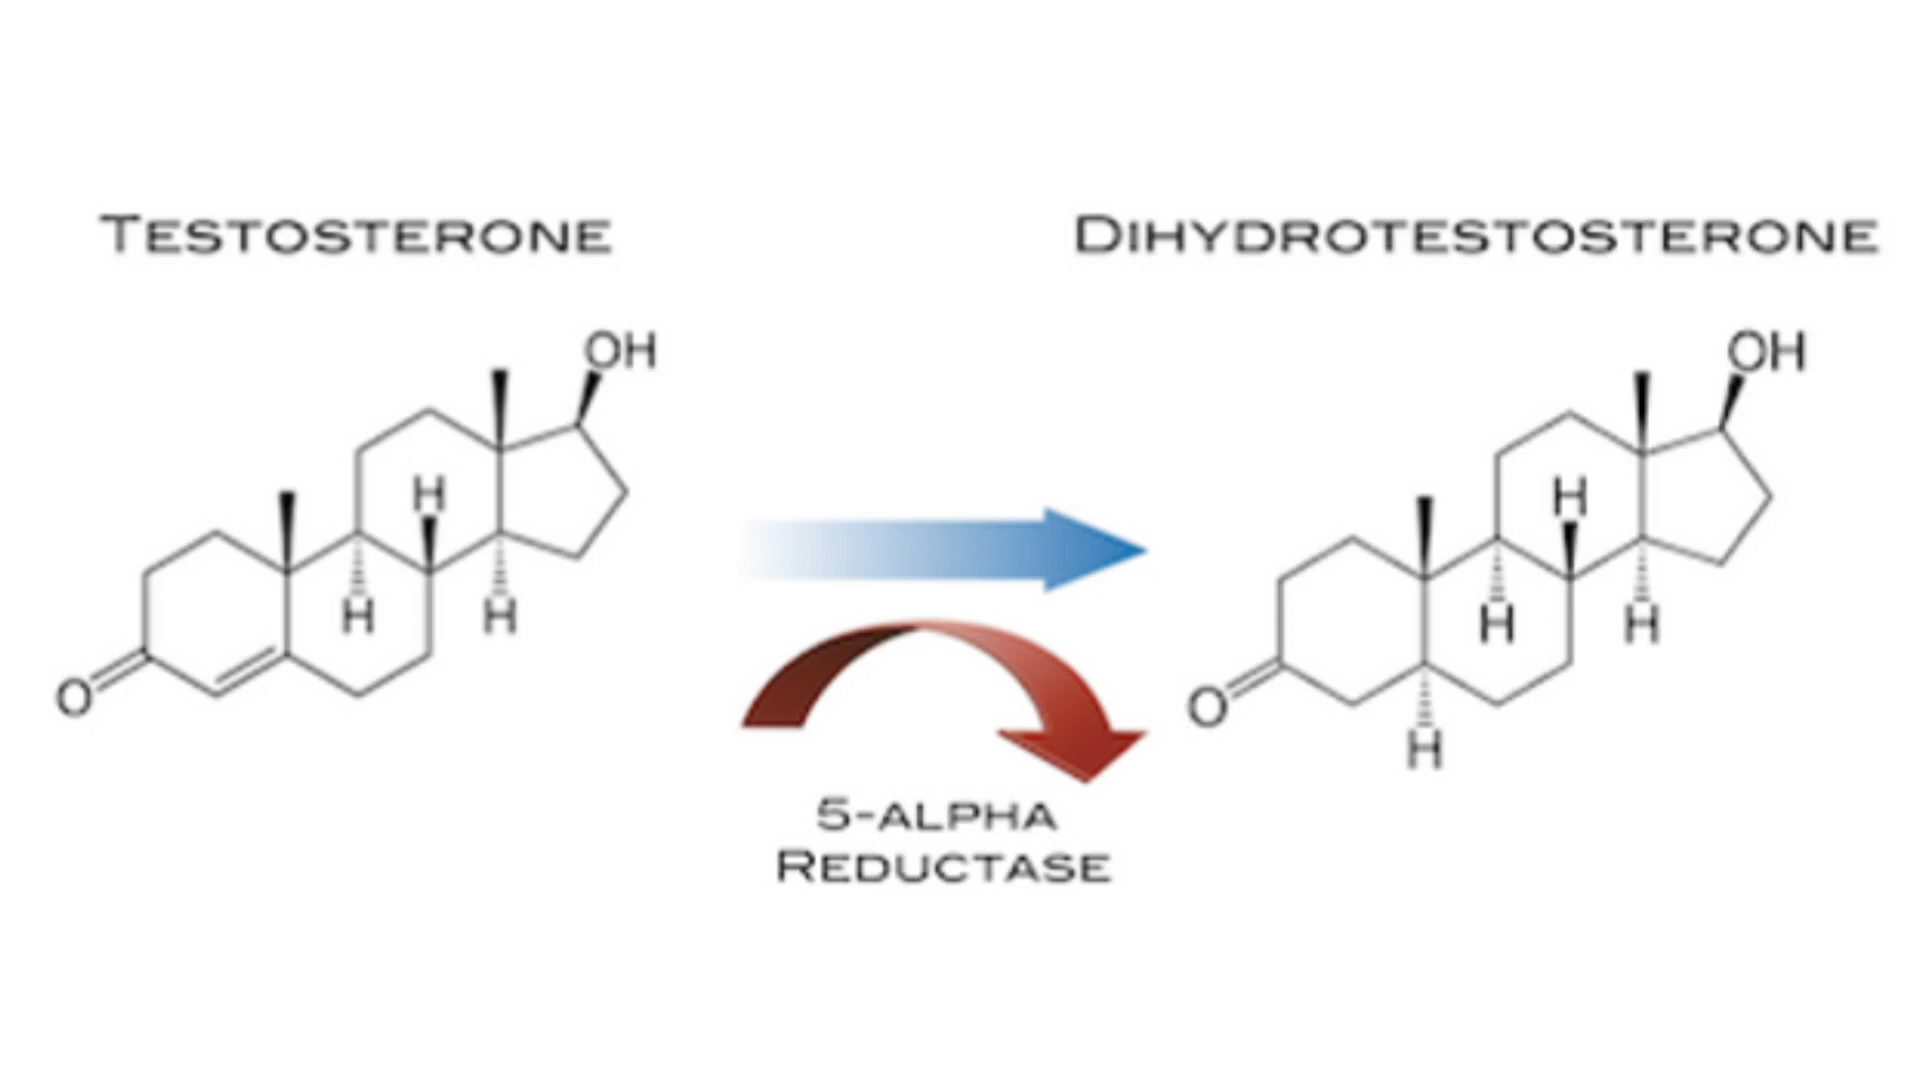 Testosterone
Dihydrotestosterone
OH
H
H
H
O
5-alpha
Reductase
OH
H
H
H
O
H